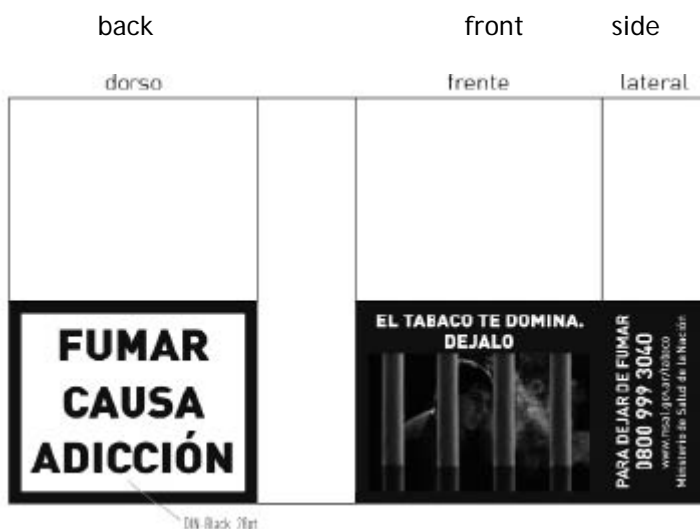 back front side
dorso frente lateral
FUMAR
CAUSA
ADICCIÓN
EL TABACO TE DOMINA.
DEJALO
PARA DEJAR DE FUMAR
0800 999 3040
www.msal.gov.ar/tabaco
Ministerio de Salud de la Nación
DIN-Black 28pt